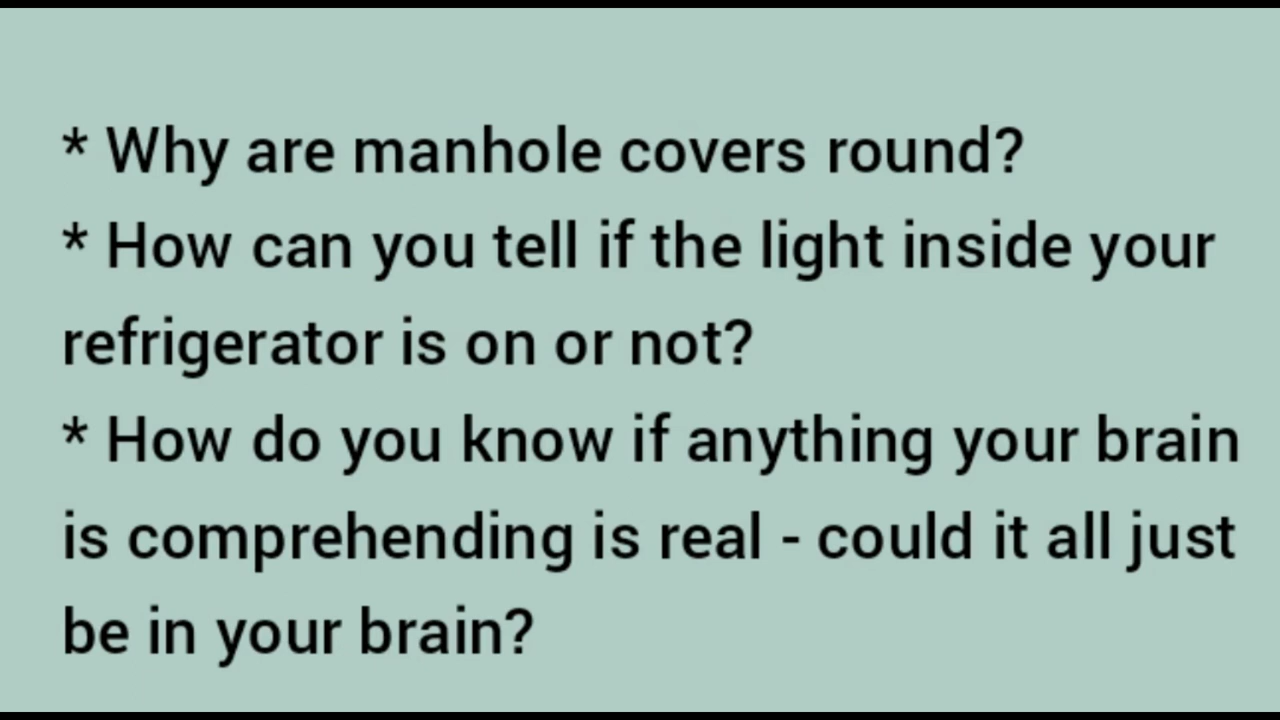 * Why are manhole covers round?
* How can you tell if the light inside your
refrigerator is on or not?
* How do you know if anything your brain
is comprehending is real - could it all just
be in your brain?